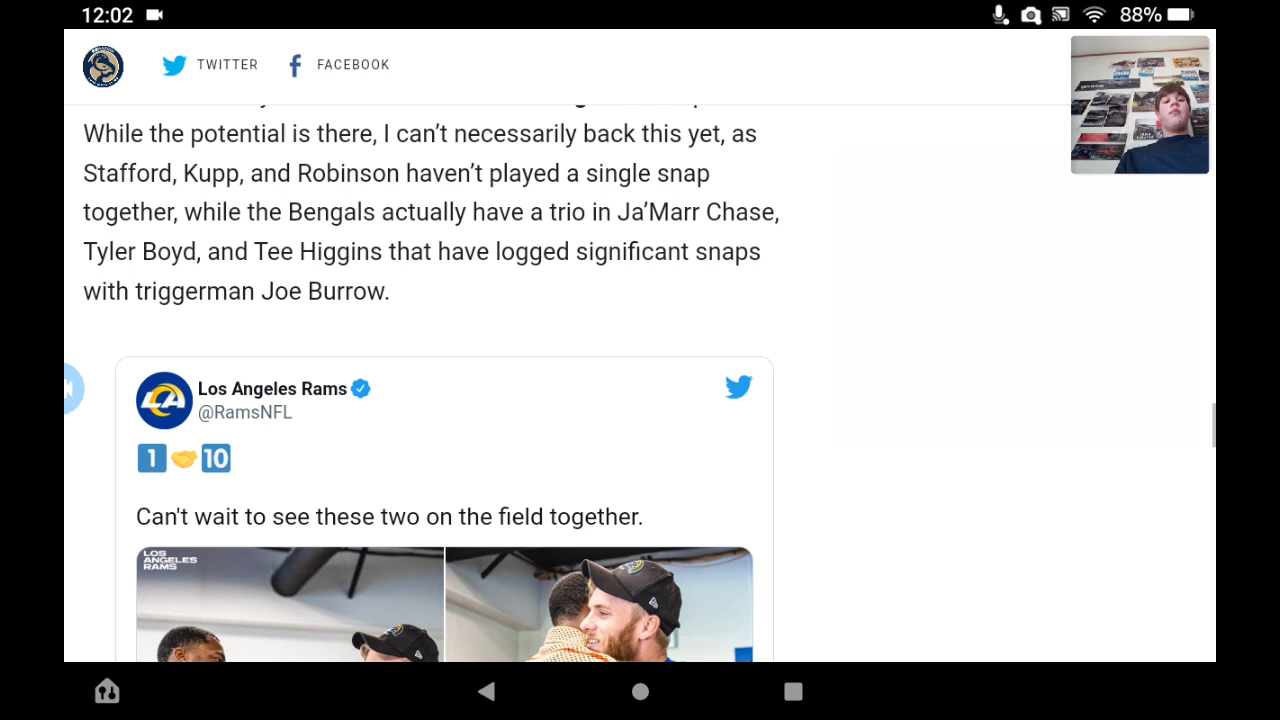 12:02
88%
TWITTER
FACEBOOK
While the potential is there, I can’t necessarily back this yet, as
Stafford, Kupp, and Robinson haven’t played a single snap
together, while the Bengals actually have a trio in Ja’Marr Chase,
Tyler Boyd, and Tee Higgins that have logged significant snaps
with triggerman Joe Burrow.
Los Angeles Rams
@RamsNFL
1🤝10
Can't wait to see these two on the field together.
LOS
ANGELES
RAMS